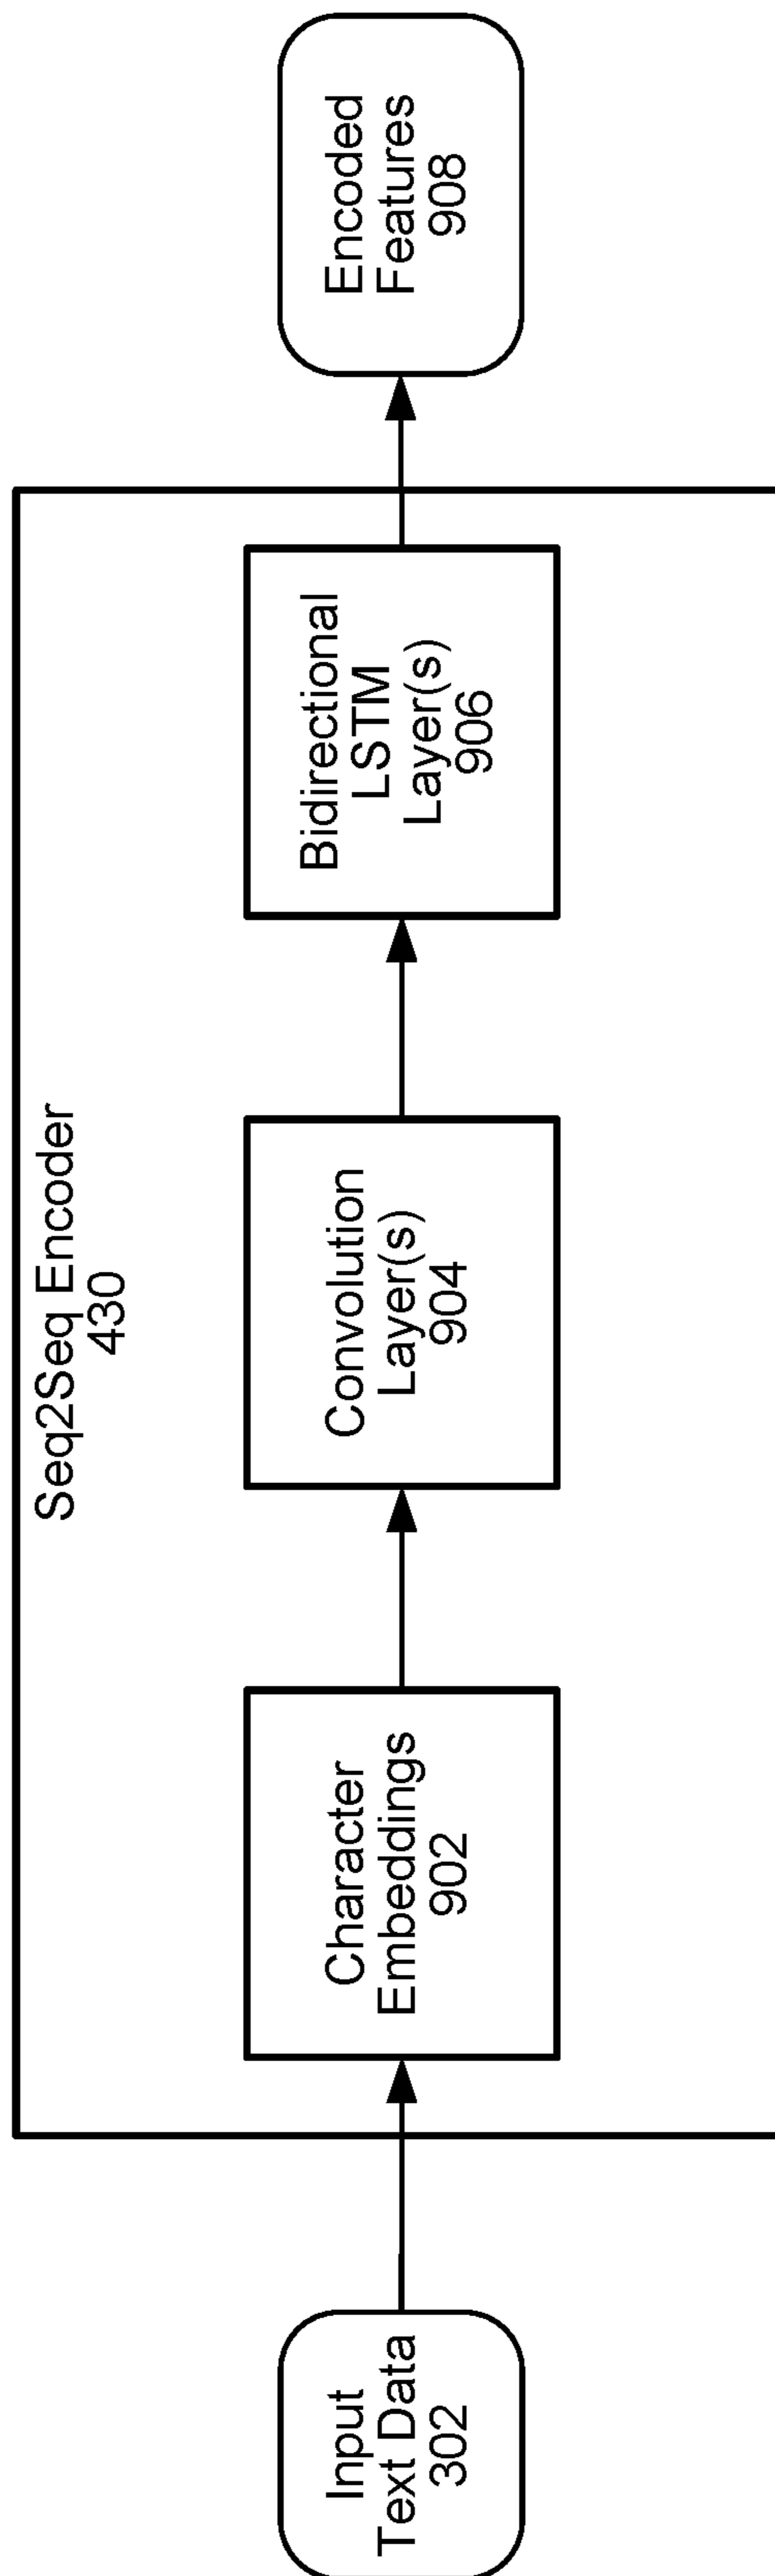 Seq2Seq Encoder
430
Input
Text Data
302
Character
Embeddings
902
Convolution
Layer(s)
904
Bidirectional
LSTM
Layer(s)
906
Encoded
Features
908